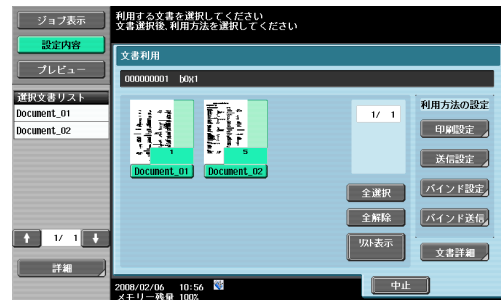 ジョブ表示
設定内容
プレビュー
選択文書リスト
Document_01
Document_02
↑ 1/ 1 ↓
詳細
利用する文書を選択してください
文書選択後、利用方法を選択してください
文書利用
000000001 b0x1
1
Document_01
5
Document_02
1/ 1
全選択
全解除
リスト表示
利用方法の設定
印刷設定
送信設定
バインド設定
バインド送信
文書詳細
2008/02/06 10:56
メモリー残量 100%
中止